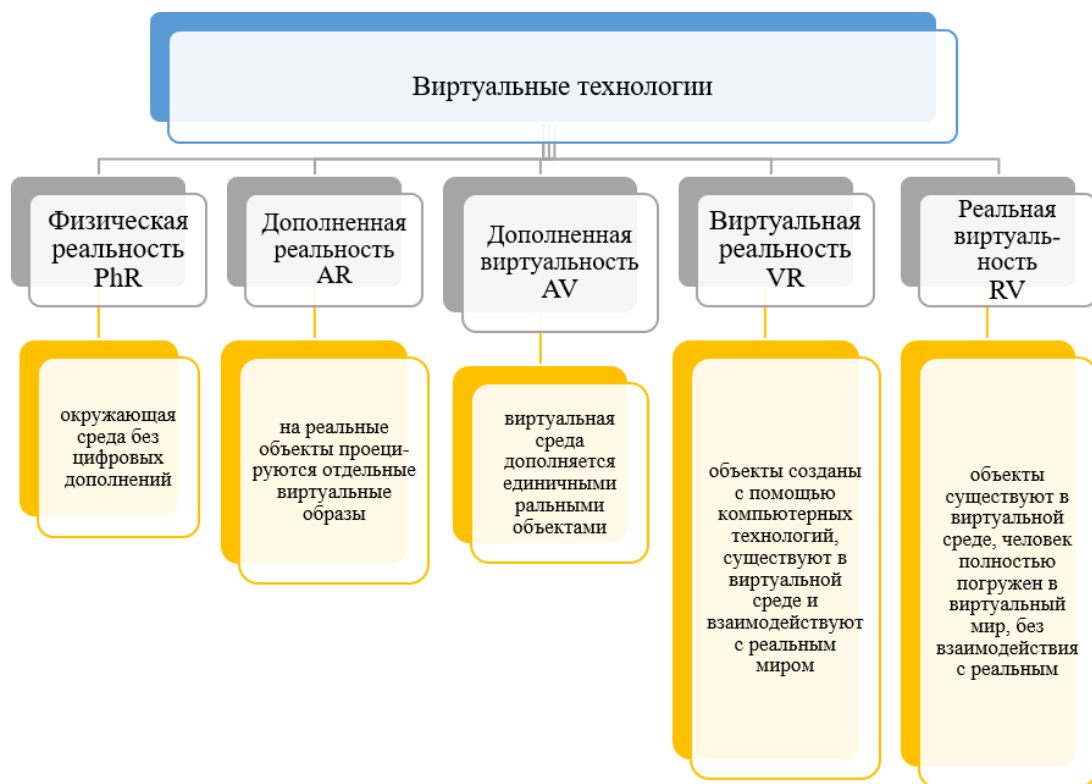 Виртуальные технологии
Физическая
реальность
PhR
Дополненная
реальность
AR
Дополненная
виртуальность
AV
Виртуальная
реальность
VR
Реальная
виртуаль-
ность
RV
окружающая
среда без
цифровых
дополнений
на реальные
объекты проеци-
руются отдельные
виртуальные
образы
виртуальная
среда
дополняется
единичными
ральными
объектами
объекты созданы
с помощью
компьютерных
технологий,
существуют в
виртуальной
среде и
взаимодействуют
с реальным
миром
объекты
существуют в
виртуальной
среде, человек
полностью
погружен в
виртуальный
мир, без
взаимодействия
с реальным